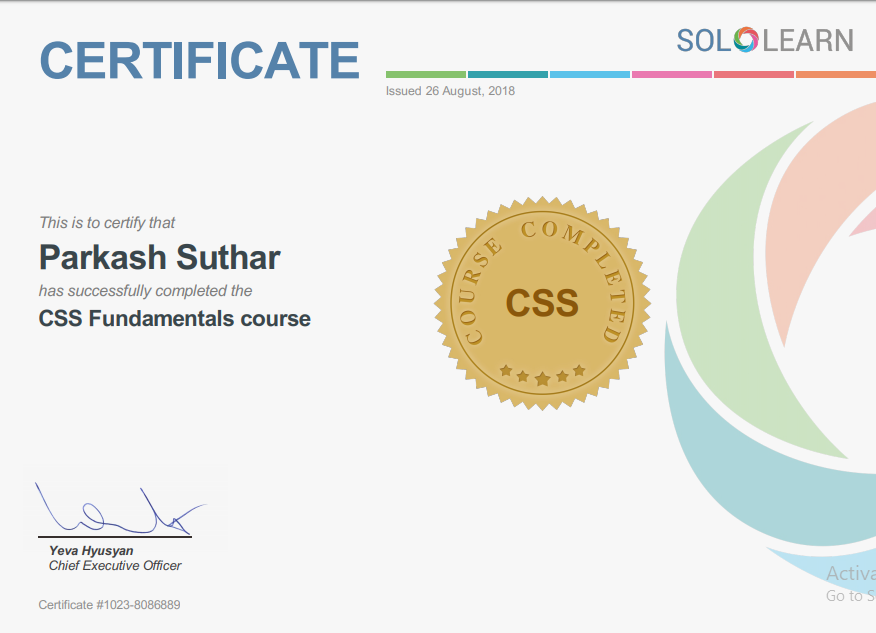 CERTIFICATE
SOLOLEARN
Issued 26 August, 2018
This is to certify that
Parkash Suthar
has successfully completed the
CSS Fundamentals course
COURSE COMPLETED
CSS
Yeva Hyusyan
Chief Executive Officer
Certificate #1023-8086889
Activa
Go to S